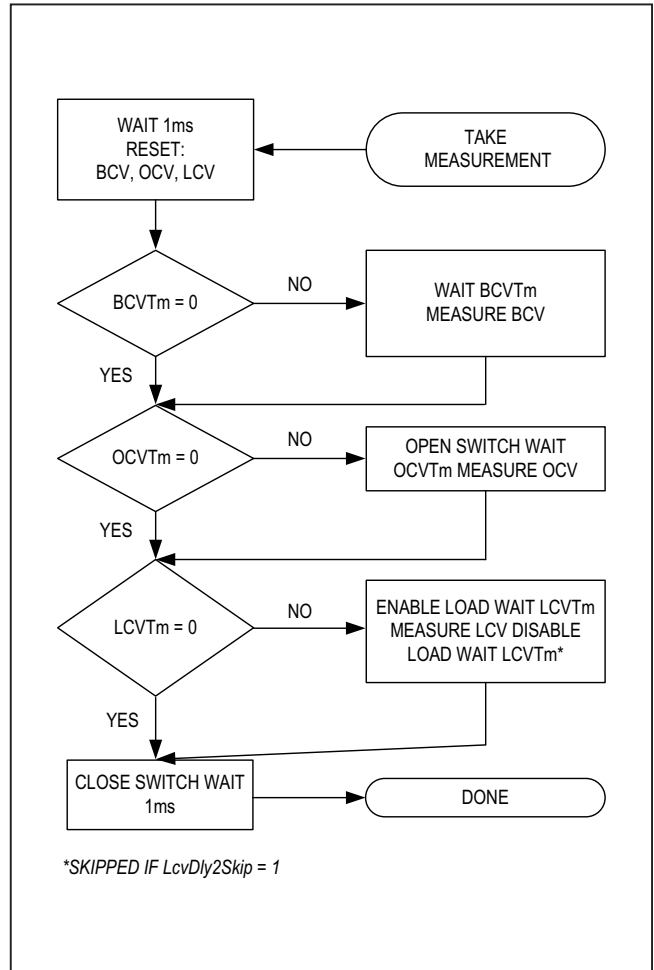 TAKE
MEASUREMENT
WAIT 1ms
RESET:
BCV, OCV, LCV
BCVTm = 0
NO
WAIT BCVTm
MEASURE BCV
YES
OCVTm = 0
NO
OPEN SWITCH WAIT
OCVTm MEASURE OCV
YES
LCVTm = 0
NO
ENABLE LOAD WAIT LCVTm
MEASURE LCV DISABLE
LOAD WAIT LCVTm*
YES
CLOSE SWITCH WAIT
1ms
DONE
*SKIPPED IF LcvDly2Skip = 1